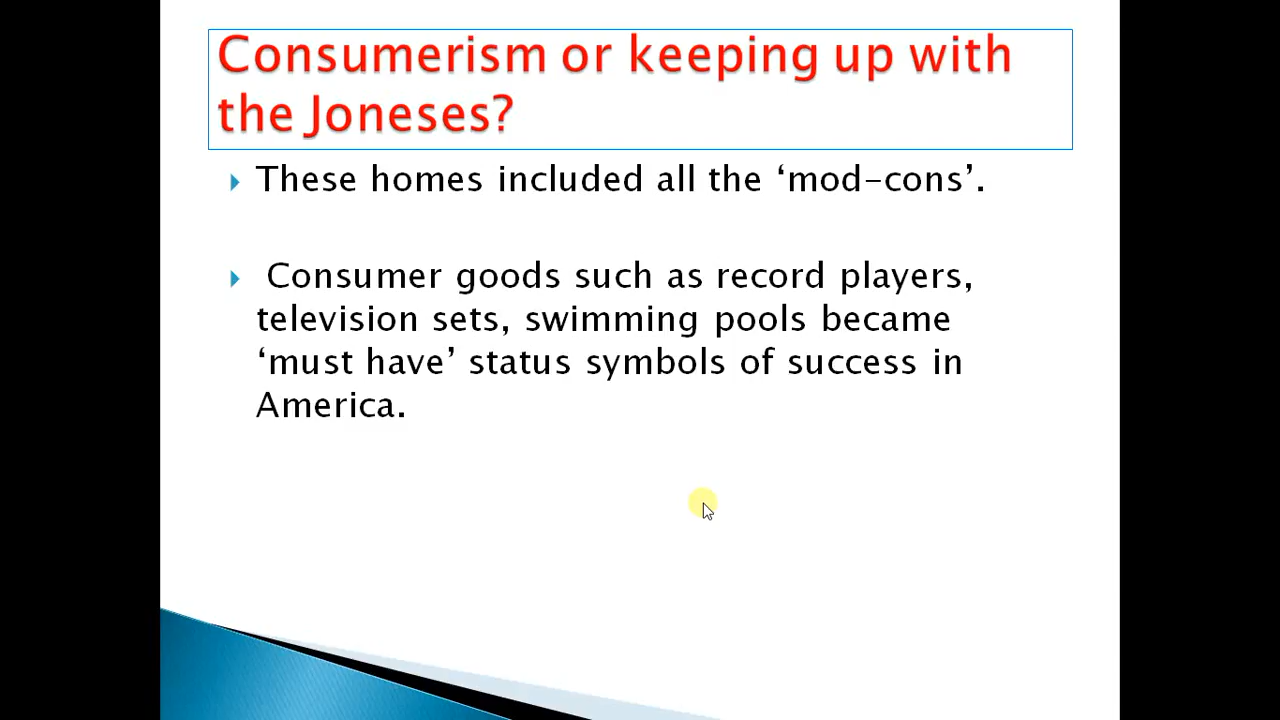 Consumerism or keeping up with
the Joneses?
These homes included all the ‘mod-cons’.
Consumer goods such as record players,
television sets, swimming pools became
‘must have’ status symbols of success in
America.